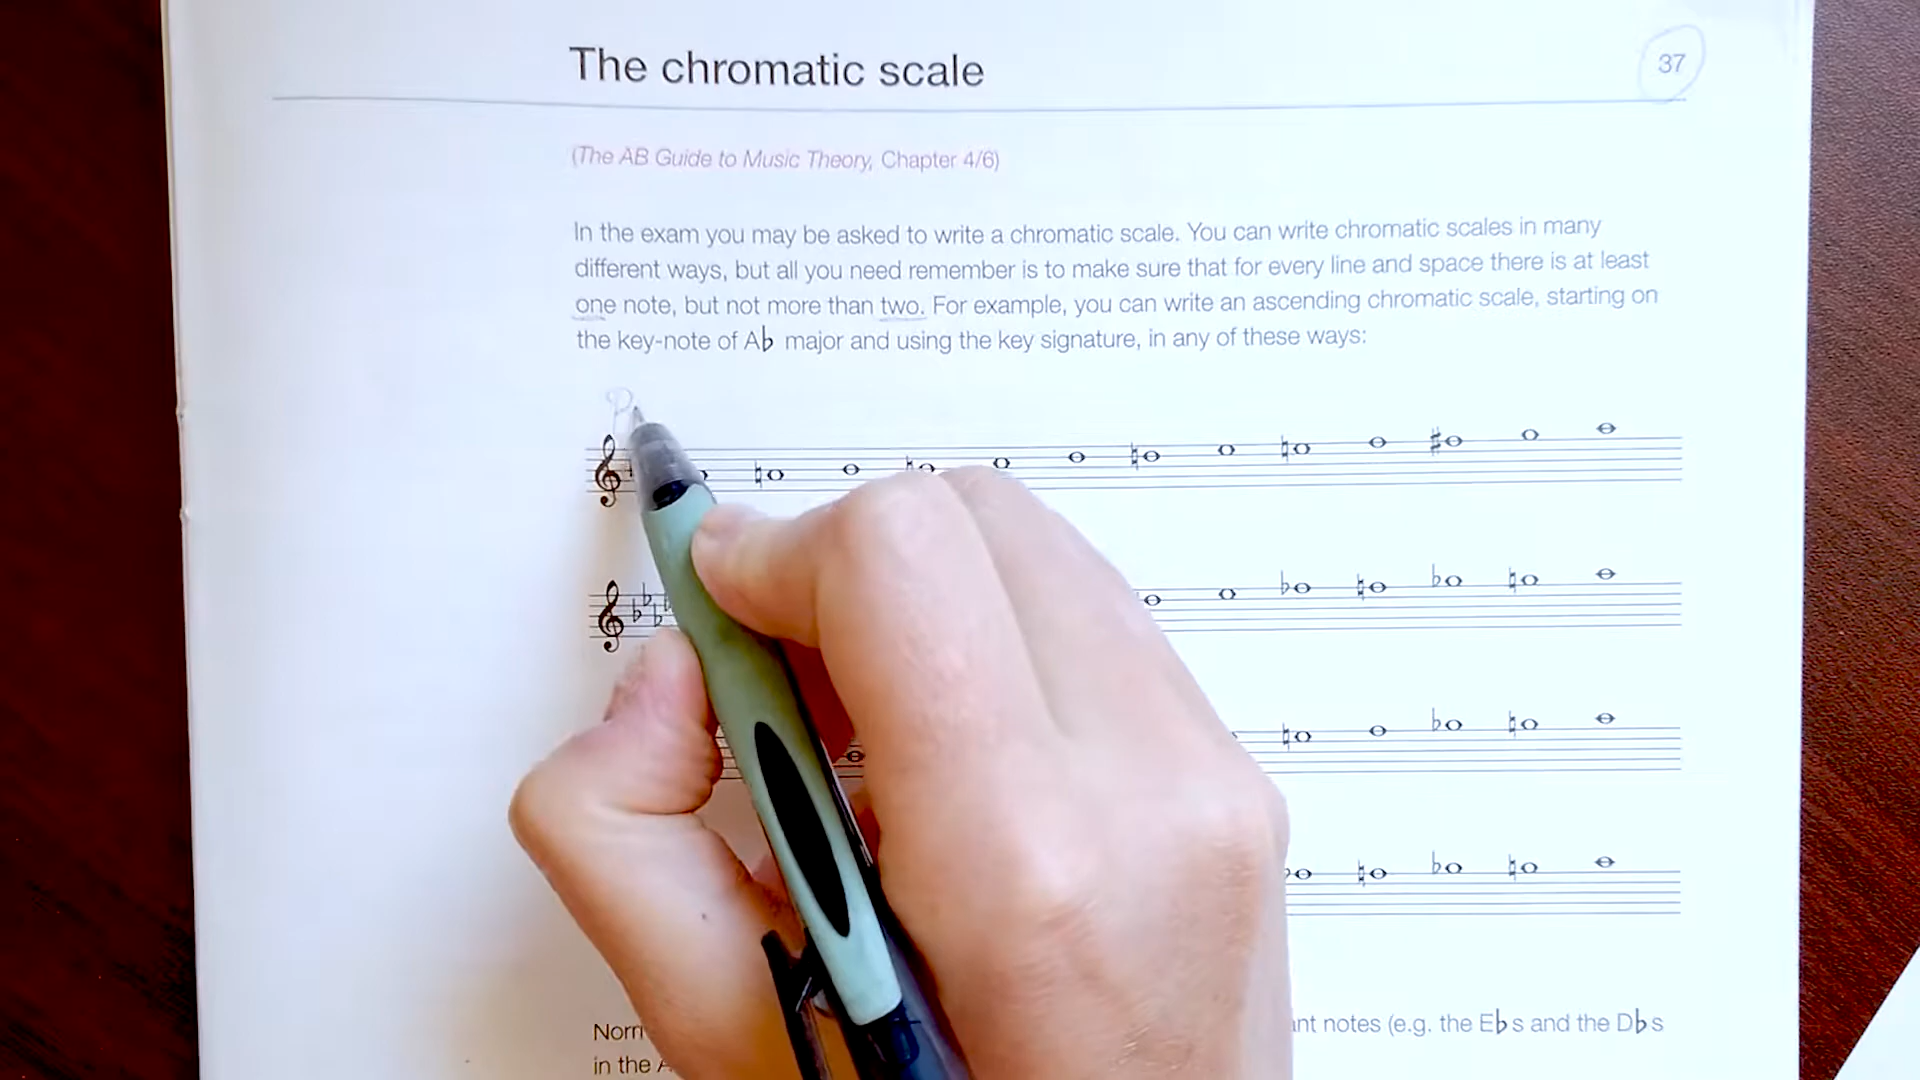 The chromatic scale
37
(The AB Guide to Music Theory, Chapter 4/6)
In the exam you may be asked to write a chromatic scale. You can write chromatic scales in many
different ways, but all you need remember is to make sure that for every line and space there is at least
one note, but not more than two. For example, you can write an ascending chromatic scale, starting on
the key-note of A♭ major and using the key signature, in any of these ways:
notes (e.g. the E♭s and the D♭s
in the